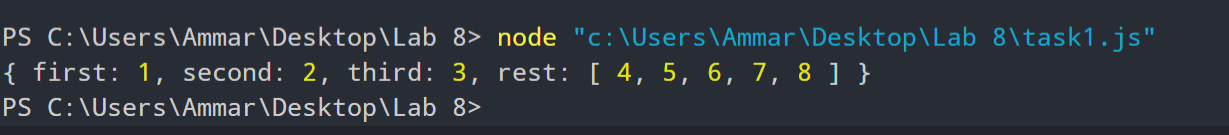 PS C:\Users\Ammar\Desktop\Lab 8> node "c:\Users\Ammar\Desktop\Lab 8\task1.js"
{ first: 1, second: 2, third: 3, rest: [ 4, 5, 6, 7, 8 ] }
PS C:\Users\Ammar\Desktop\Lab 8>